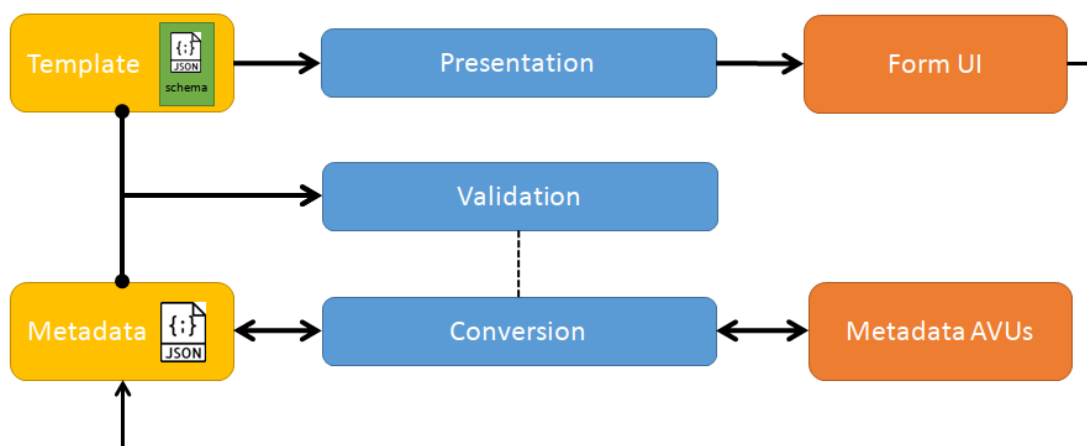 Template
{;}
JSON
schema
Presentation
Form UI
Validation
Metadata
{;}
JSON
Conversion
Metadata AVUs